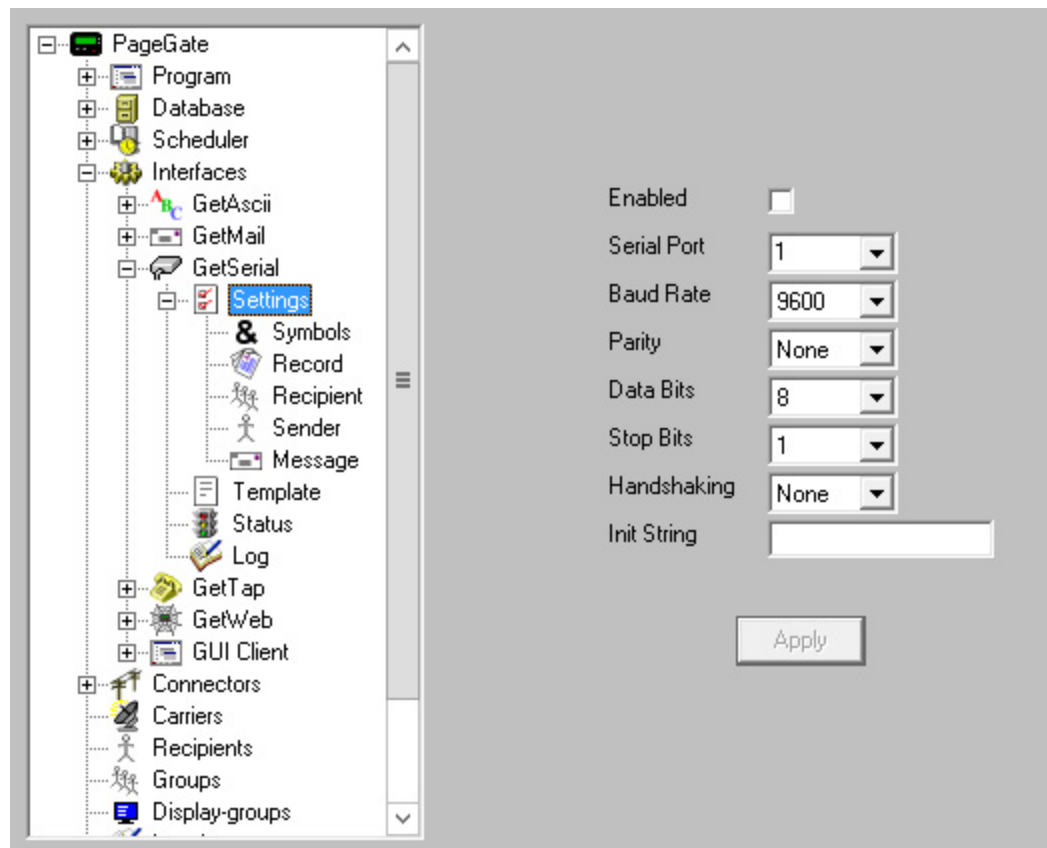 PageGate
Program
Database
Scheduler
Interfaces
GetAscii
GetMail
GetSerial
Settings
& Symbols
Record
Recipient
Sender
Message
Template
Status
Log
GetTap
GetWeb
GUI Client
Connectors
Carriers
Recipients
Groups
Display-groups
Enabled
Serial Port 1
Baud Rate 9600
Parity None
Data Bits 8
Stop Bits 1
Handshaking None
Init String
Apply